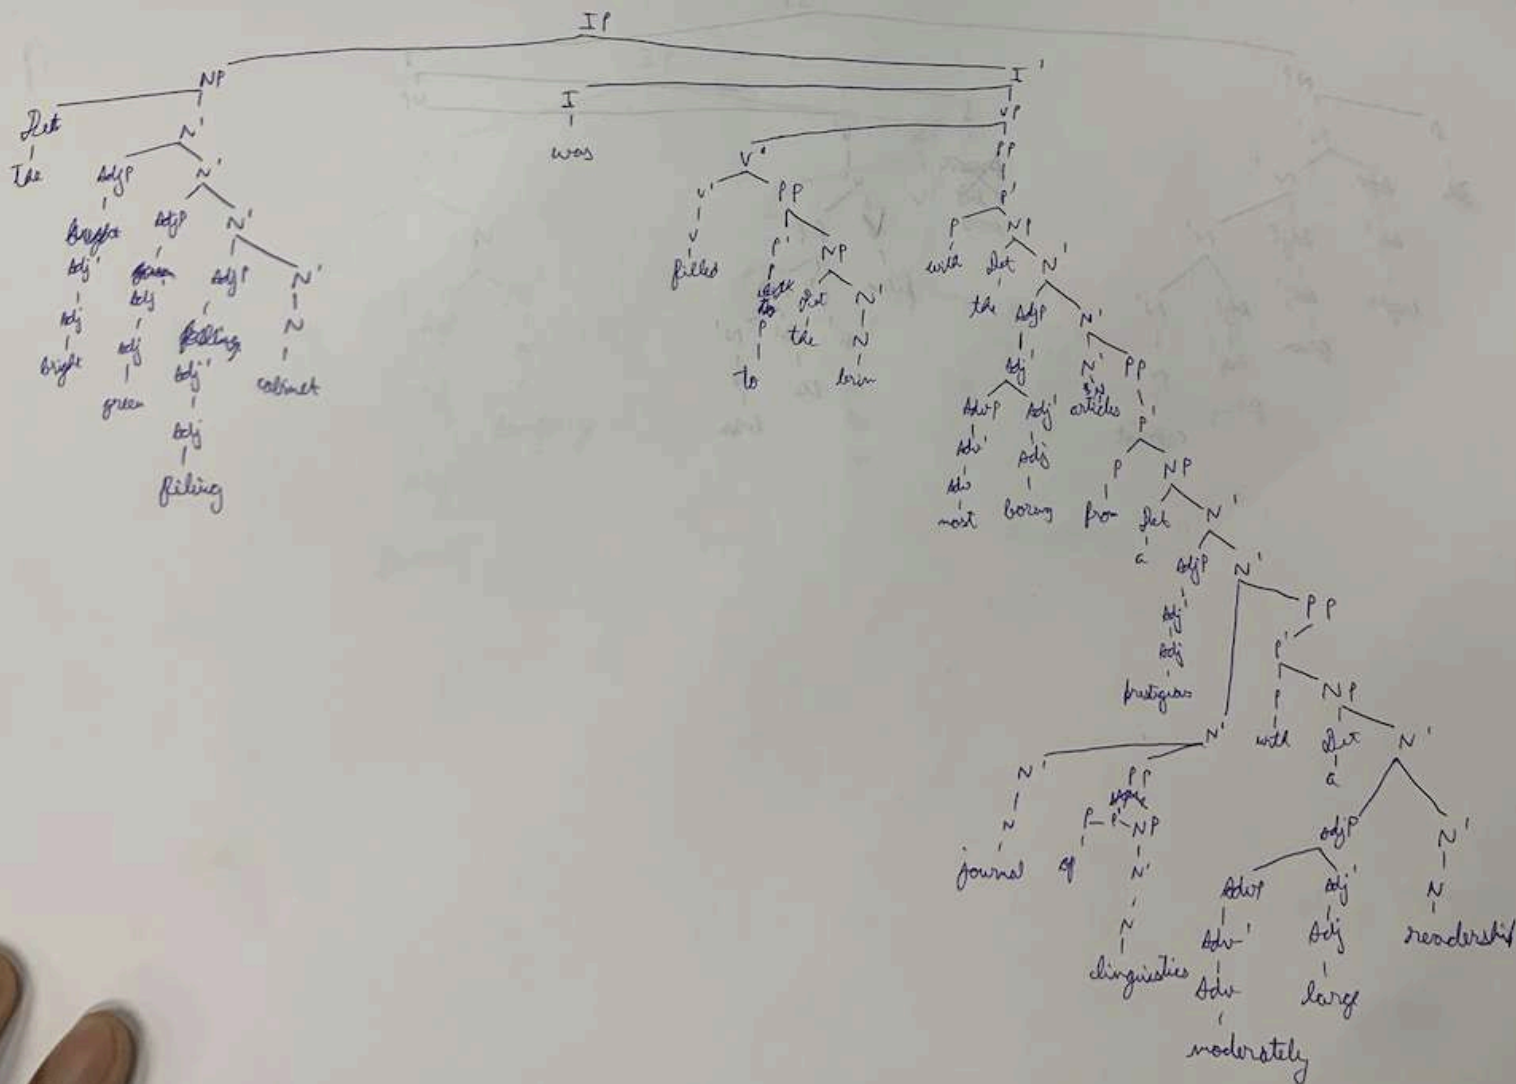 IP
NP I'
Det I VP
N' was PP
The AdjP N' V' P'
V' PP P NP
AdjP N' V P' NP with Det N'
Adj' Adj' AdjP N' filled P Det N' the AdjP N'
Adj Adj Adj' N to the N brim Adj' N' PP
bright green Adj cabinet AdvP Adj' N articles P'
filing Adv' Adj P NP
Adv boring from Det N'
most a AdjP N'
Adj' PP
Adj P'
prestigious P NP
N' with Det N'
N' PP a
N P P' NP AdjP N'
journal of N' AdvP Adj' N
N Adv' Adj readership
linguistics Adv large
moderately